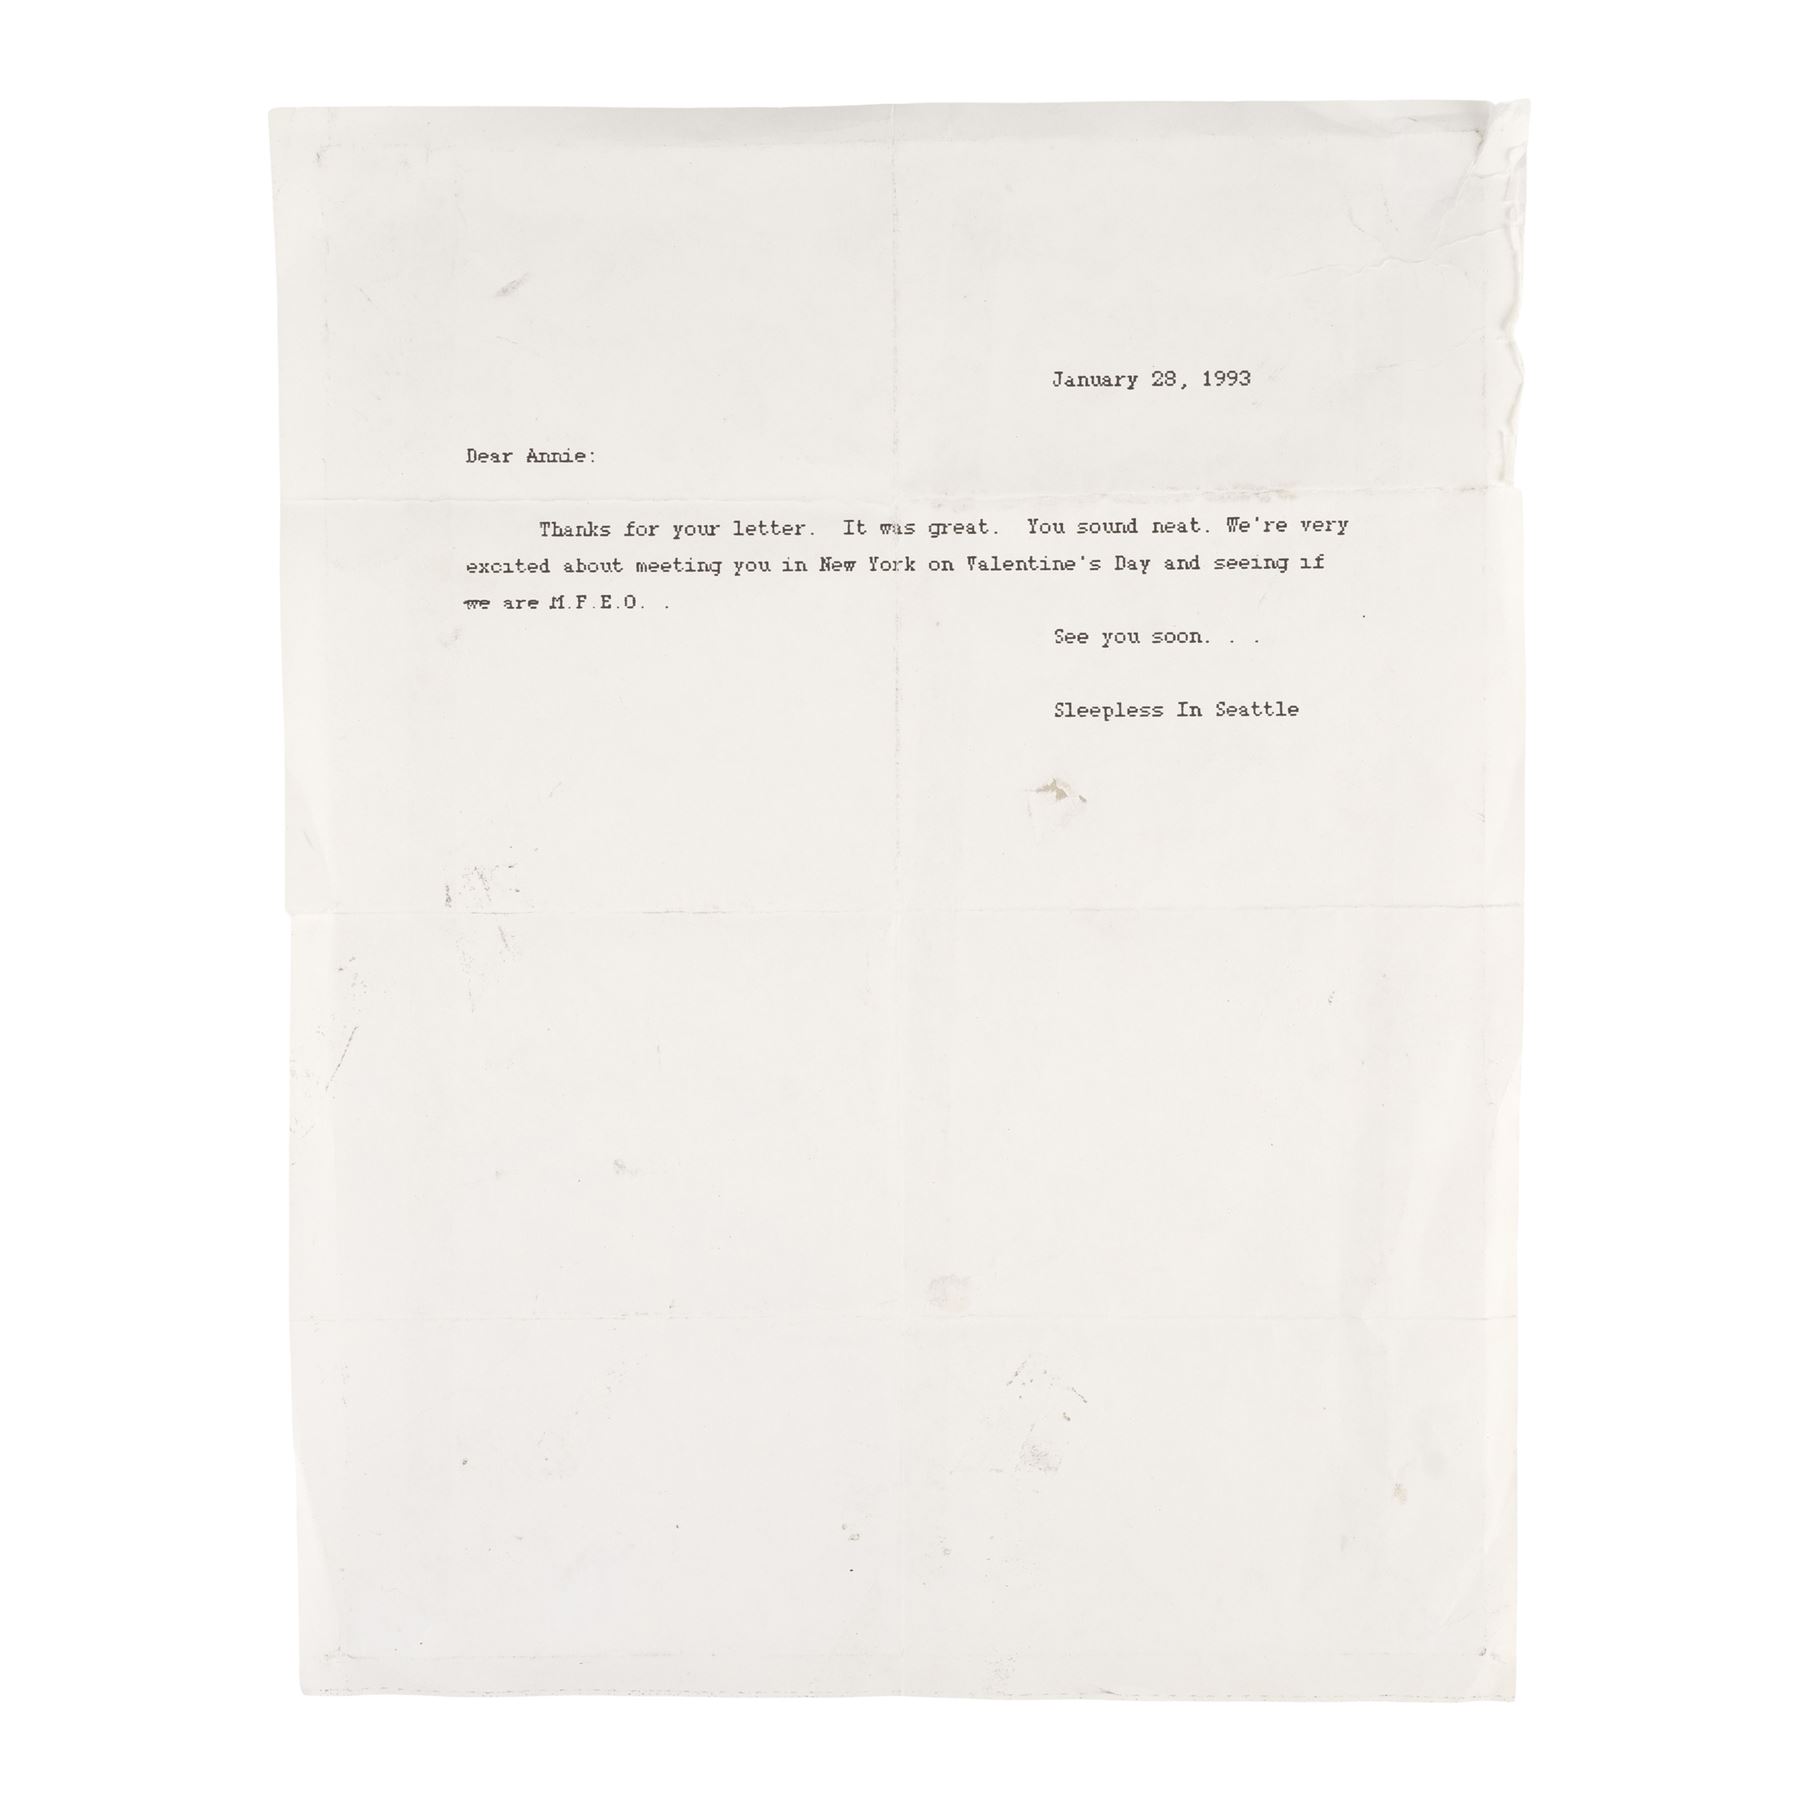 January 28, 1993
Dear Annie:
Thanks for your letter.  It was great.  You sound neat. We're very
excited about meeting you in New York on Valentine's Day and seeing if
we are M.F.E.O. .
See you soon. . .
Sleepless In Seattle